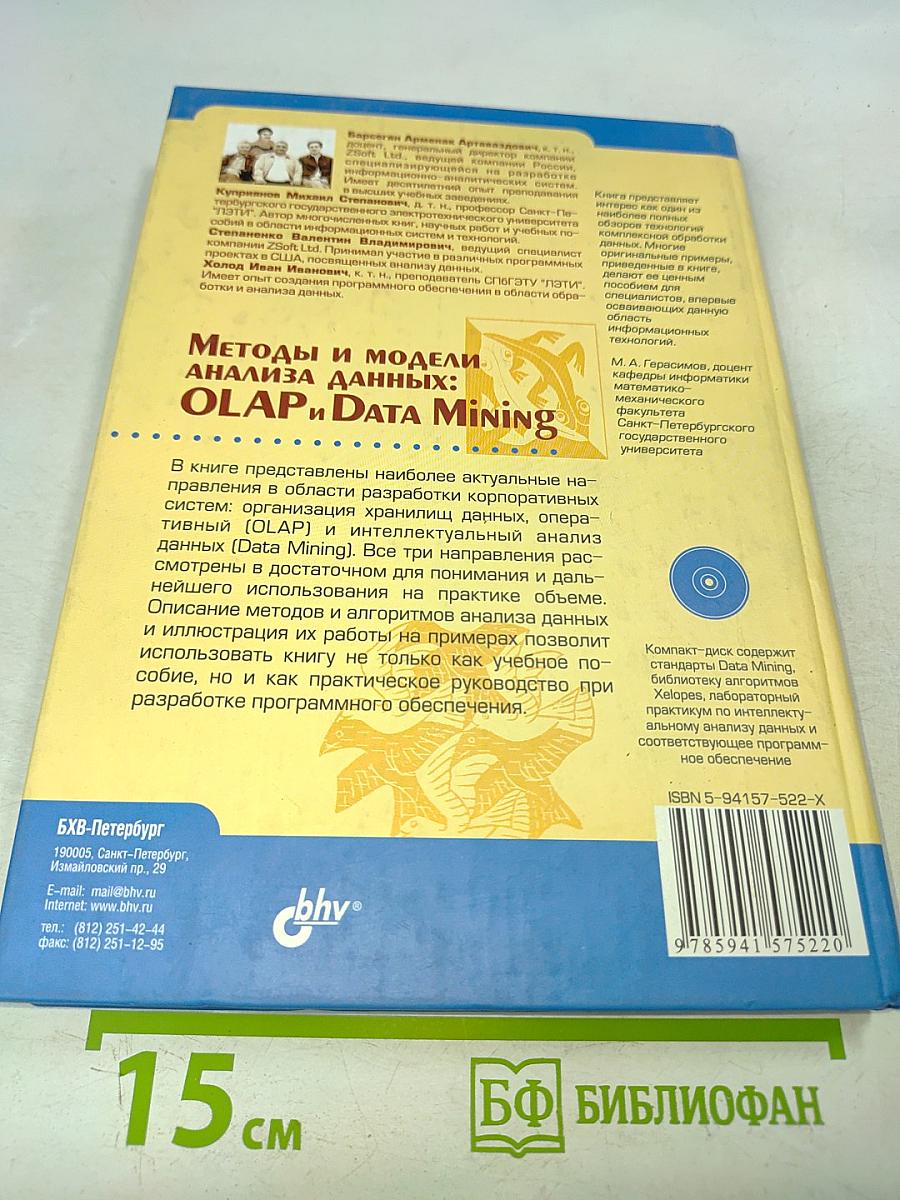 Барсегян Арменак Артаваздович, к. т. н.,
доцент, генеральный директор компании
ZSoft Ltd., ведущей компании России,
специализирующейся на разработке
информационно-аналитических систем.
Имеет десятилетний опыт преподавания
в высших учебных заведениях.
Куприянов Михаил Степанович, д. т. н., профессор Санкт-Пе-
тербургского государственного электротехнического университета
"ЛЭТИ". Автор многочисленных книг, научных работ и учебных по-
собий в области информационных систем и технологий.
Степаненко Валентин Владимирович, ведущий специалист
компании ZSoft Ltd. Принимал участие в различных программных
проектах в США, посвященных анализу данных.
Холод Иван Иванович, к. т. н., преподаватель СПбГЭТУ "ЛЭТИ".
Имеет опыт создания программного обеспечения в области обра-
ботки и анализа данных.
Книга представляет
интерес как один из
наиболее полных
обзоров технологий
комплексной обработки
данных. Многие
оригинальные примеры,
приведенные в книге,
делают ее ценным
пособием для
специалистов, впервые
осваивающих данную
область
информационных
технологий.
М. А. Герасимов, доцент
кафедры информатики
математико-
механического
факультета
Санкт-Петербургского
государственного
университета
Методы и модели
анализа данных:
OLAP и Data Mining
В книге представлены наиболее актуальные на-
правления в области разработки корпоративных
систем: организация хранилищ данных, опера-
тивный (OLAP) и интеллектуальный анализ
данных (Data Mining). Все три направления рас-
смотрены в достаточном для понимания и даль-
нейшего использования на практике объеме.
Описание методов и алгоритмов анализа данных
и иллюстрация их работы на примерах позволит
использовать книгу не только как учебное по-
собие, но и как практическое руководство при
разработке программного обеспечения.
Компакт-диск содержит
стандарты Data Mining,
библиотеку алгоритмов
Xelopes, лабораторный
практикум по интеллекту-
альному анализу данных и
соответствующее программ-
ное обеспечение
ISBN 5-94157-522-X
9 785941 575220
БХВ-Петербург
190005, Санкт-Петербург,
Измайловский пр., 29
E-mail: mail@bhv.ru
Internet: www.bhv.ru
тел.: (812) 251-42-44
факс: (812) 251-12-95
bhv®
15 см
БФ БИБЛИОФАН